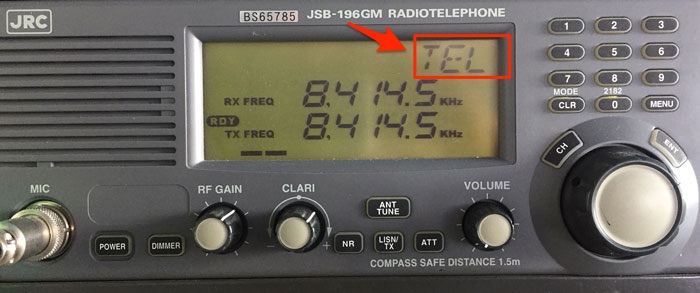 JRC
BS65785 JSB-196GM RADIOTELEPHONE
TEL
RX FREQ 8,414.5 KHz
RDY
TX FREQ 8,414.5 KHz
1 2 3
4 5 6
7 8 9
MODE 2182
CLR 0 MENU
CH ENT
MIC
RF GAIN CLARI VOLUME
- +
ANT TUNE
POWER DIMMER NR LISN/TX ATT
COMPASS SAFE DISTANCE 1.5m